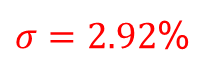 σ = 2.92%